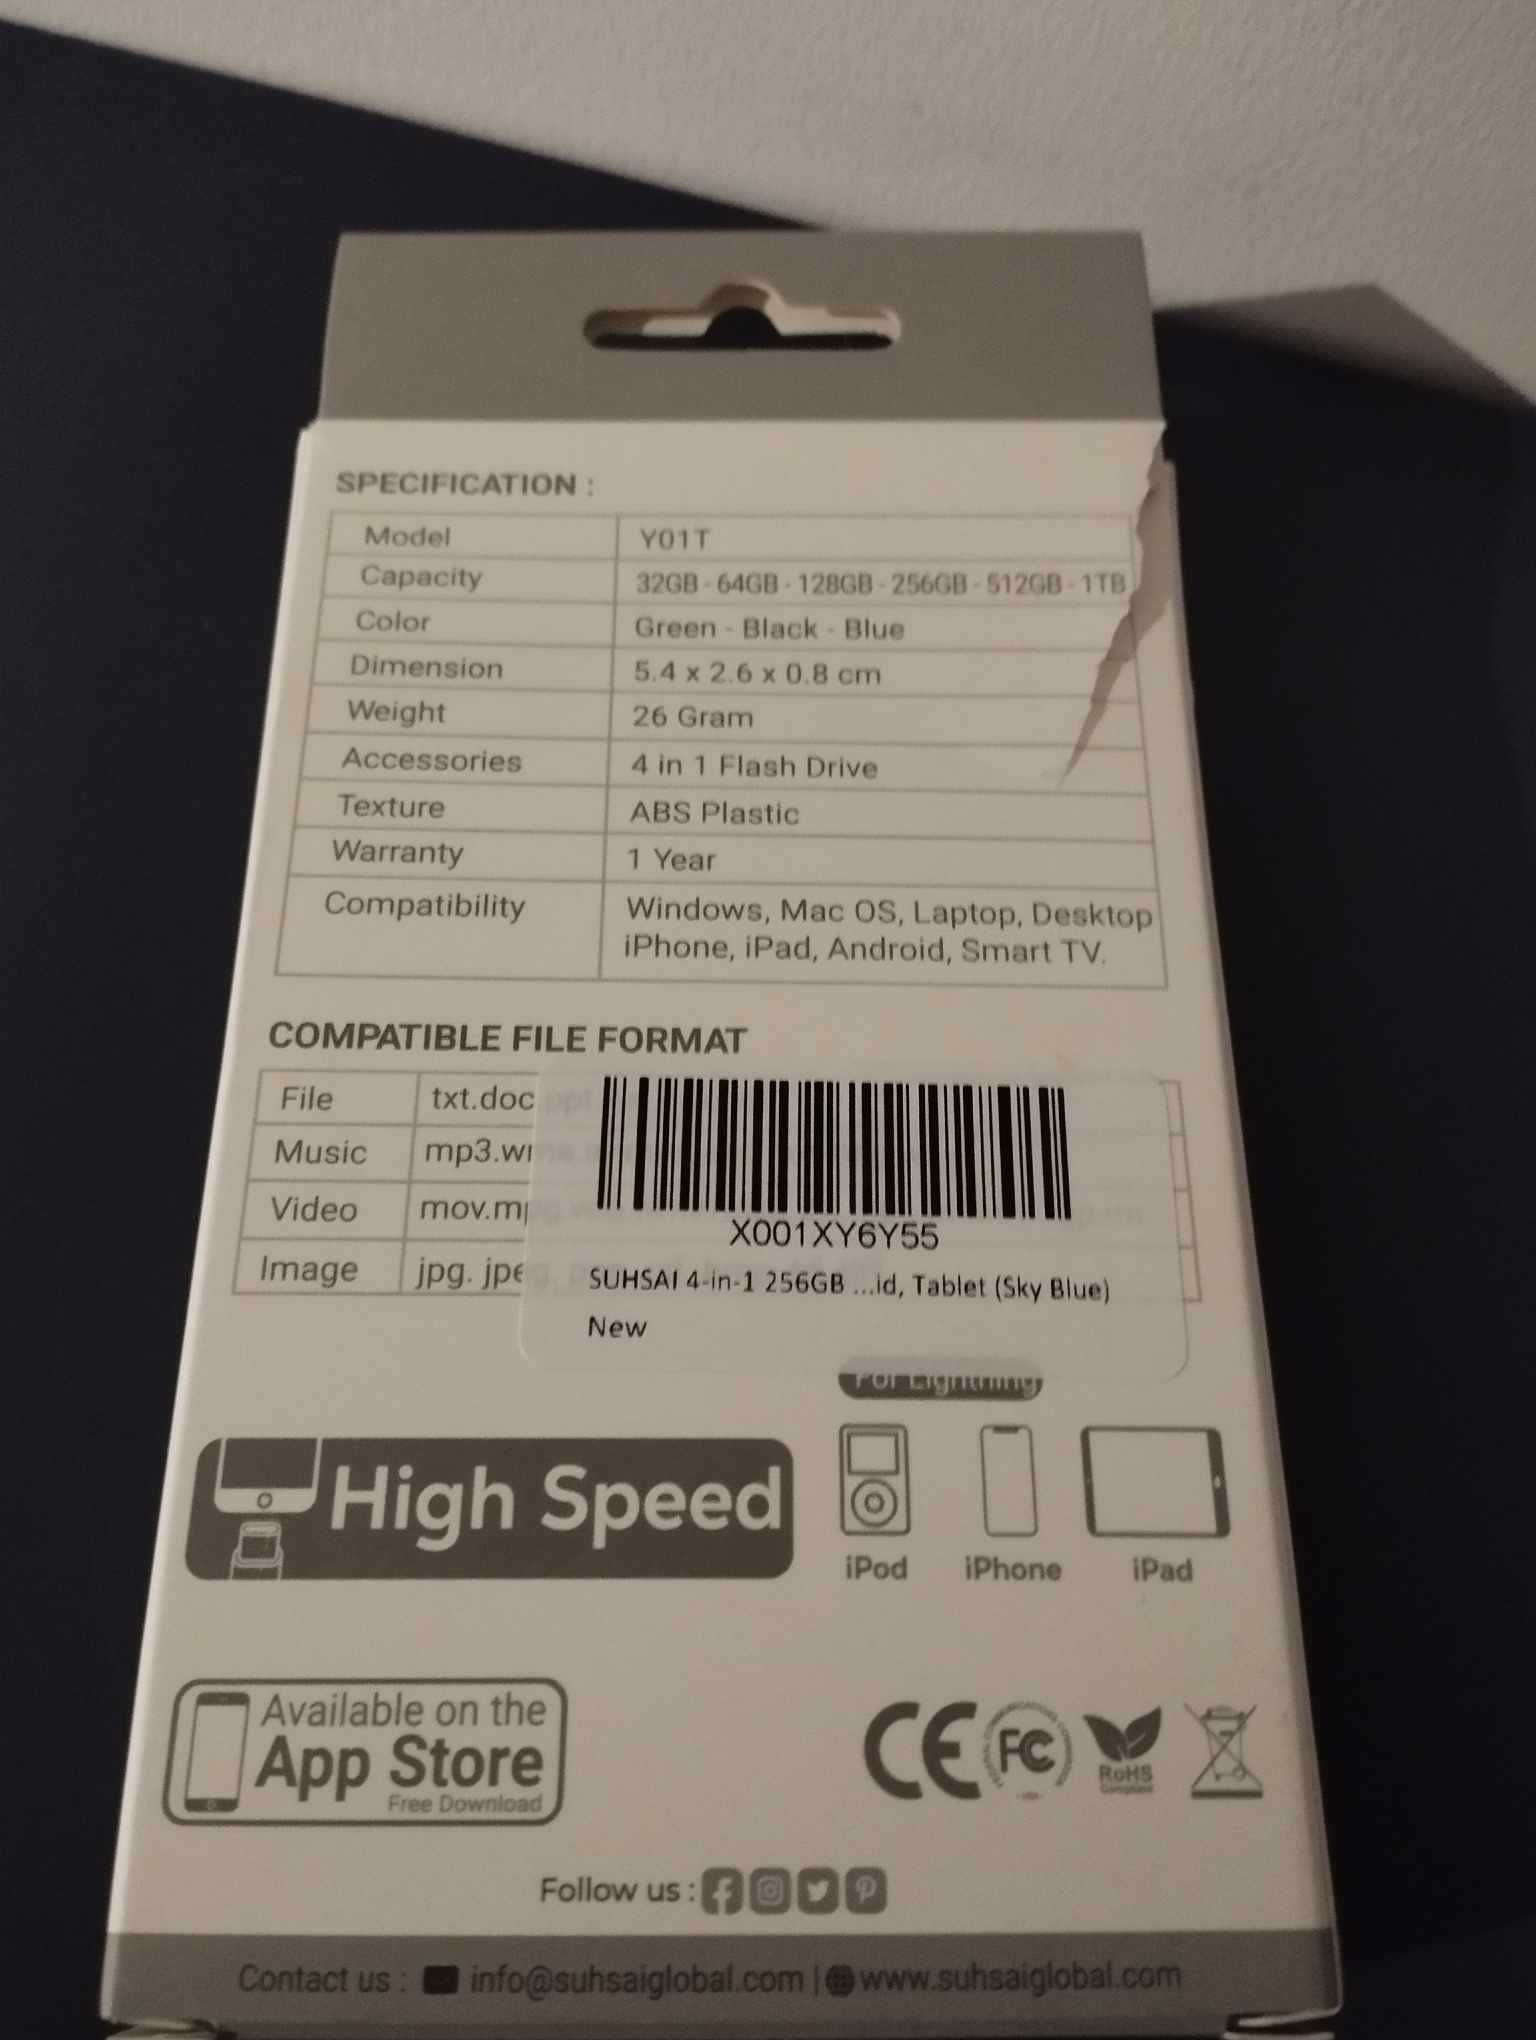 SPECIFICATION :
Model Y01T
Capacity 32GB - 64GB - 128GB - 256GB - 512GB - 1TB
Color Green - Black - Blue
Dimension 5.4 x 2.6 x 0.8 cm
Weight 26 Gram
Accessories 4 in 1 Flash Drive
Texture ABS Plastic
Warranty 1 Year
Compatibility Windows, Mac OS, Laptop, Desktop
iPhone, iPad, Android, Smart TV.
COMPATIBLE FILE FORMAT
File txt.doc
Music mp3.
Video mov.
Image jpg.
X001XY6Y55
SUHSAI 4-in-1 256GB ...id, Tablet (Sky Blue)
New
For Lightning
High Speed
iPod iPhone iPad
Available on the
App Store
Free Download
CE FC RoHS
Compliant
Follow us :
Contact us : info@suhsaiglobal.com | www.suhsaiglobal.com